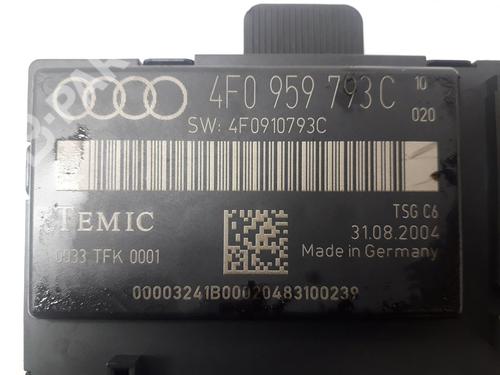 4F0 959 793 C 10
020
SW: 4F0910793C
TEMIC
TSG C6
31.08.2004
0033 TFK 0001
Made in Germany
00003241B00020483100239